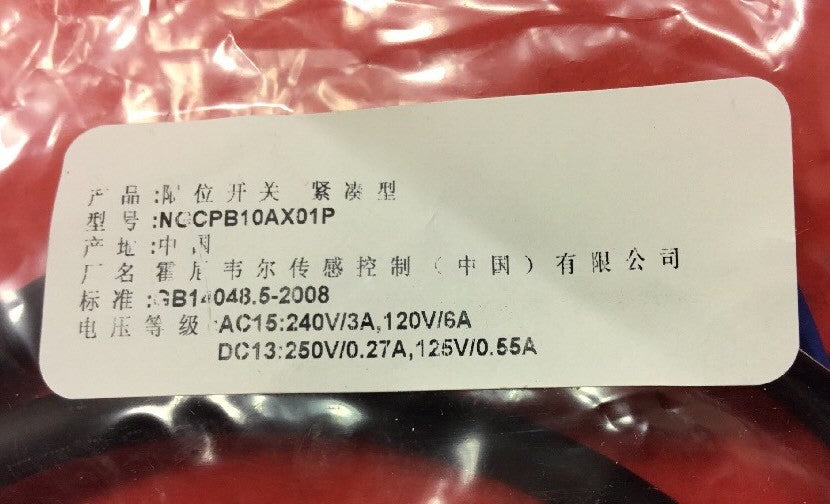 产品:限位开关 紧凑型
型号:NGCPB10AX01P
产地:中国
厂名 霍尼韦尔传感控制(中国)有限公司
标准:GB14048.5-2008
电压等级:AC15:240V/3A,120V/6A
DC13:250V/0.27A,125V/0.55A